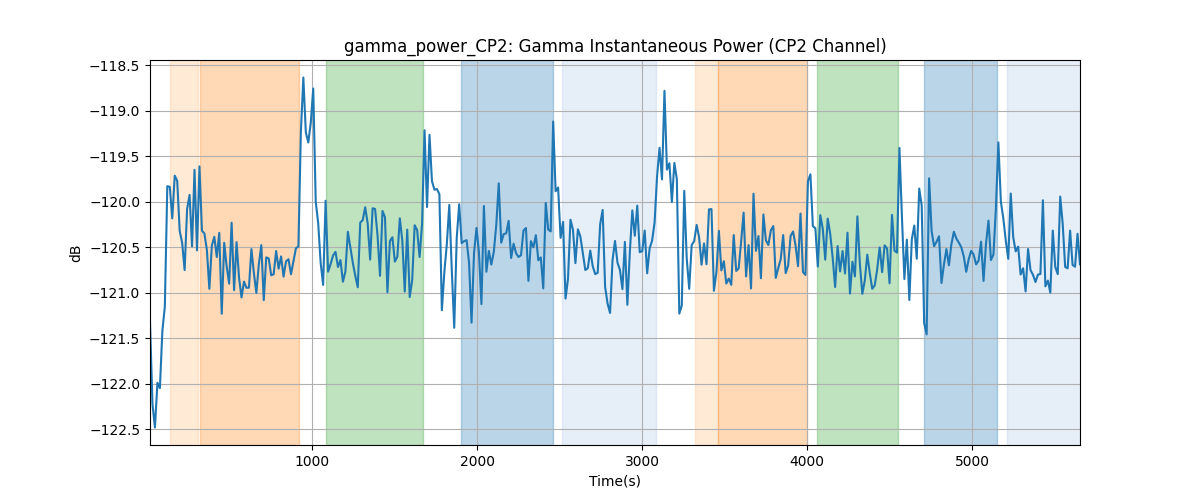 gamma_power_CP2: Gamma Instantaneous Power (CP2 Channel)
−118.5
−119.0
−119.5
−120.0
−120.5
−121.0
−121.5
−122.0
−122.5
dB
1000 2000 3000 4000 5000
Time(s)